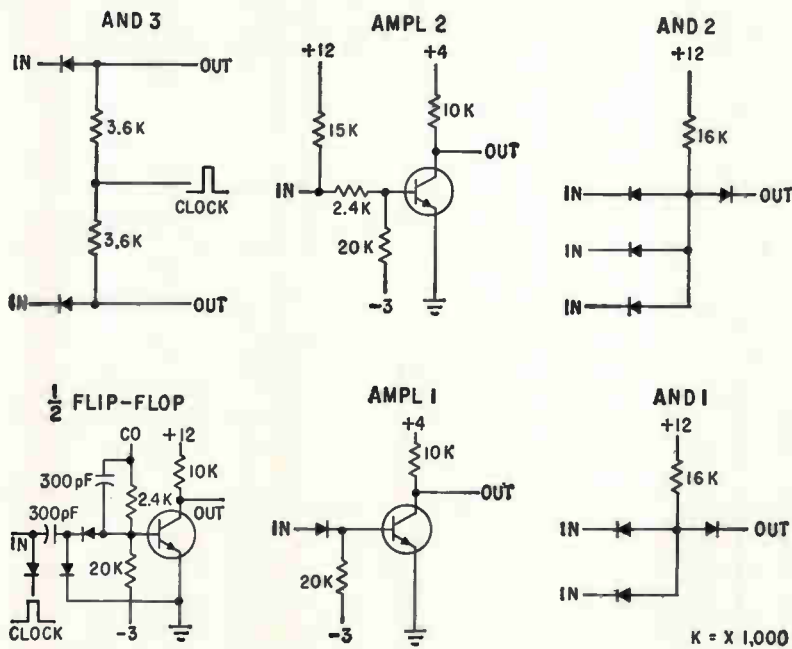 AND 3
IN
OUT
3.6K
CLOCK
3.6K
IN
OUT
AMPL 2
+12
+4
15K
10K
OUT
IN
2.4K
20K
-3
AND 2
+12
16K
IN
OUT
IN
IN
1/2 FLIP-FLOP
CO
+12
300pF
10K
2.4K
300pF
OUT
IN
20K
CLOCK
-3
AMPL 1
+4
10K
OUT
IN
20K
-3
AND 1
+12
16K
IN
OUT
IN
K = X 1,000